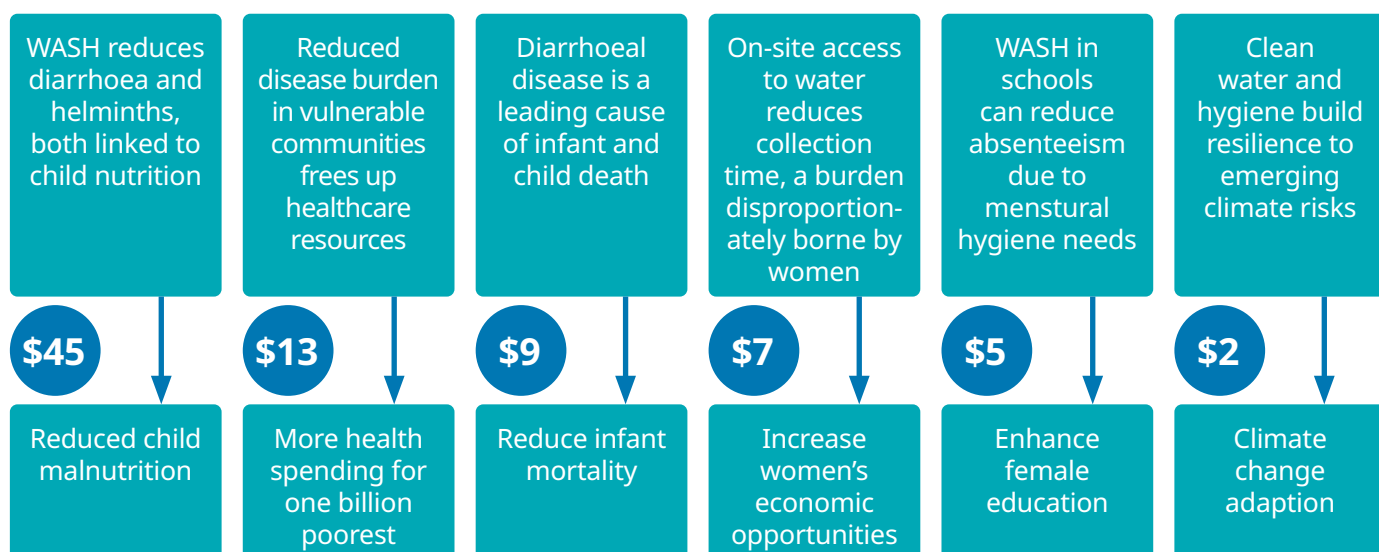 WASH reduces
diarrhoea and
helminths,
both linked to
child nutrition
Reduced
disease burden
in vulnerable
communities
frees up
healthcare
resources
Diarrhoeal
disease is a
leading cause
of infant and
child death
On-site access
to water
reduces
collection
time, a burden
disproportion-
ately borne by
women
WASH in
schools
can reduce
absenteeism
due to
menstural
hygiene needs
Clean
water and
hygiene build
resilience to
emerging
climate risks
$45
$13
$9
$7
$5
$2
Reduced child
malnutrition
More health
spending for
one billion
poorest
Reduce infant
mortality
Increase
women’s
economic
opportunities
Enhance
female
education
Climate
change
adaption